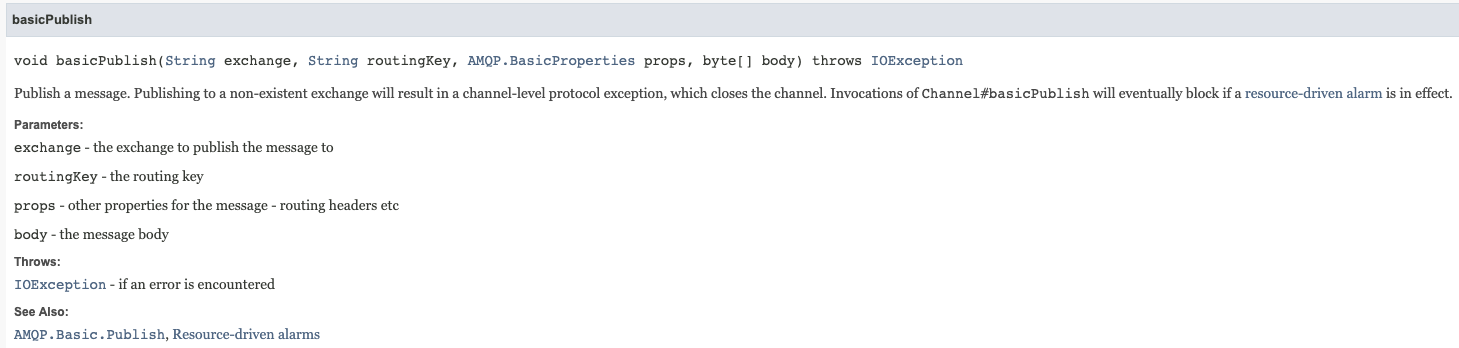 basicPublish
void basicPublish(String exchange, String routingKey, AMQP.BasicProperties props, byte[] body) throws IOException
Publish a message. Publishing to a non-existent exchange will result in a channel-level protocol exception, which closes the channel. Invocations of Channel#basicPublish will eventually block if a resource-driven alarm is in effect.
Parameters:
exchange - the exchange to publish the message to
routingKey - the routing key
props - other properties for the message - routing headers etc
body - the message body
Throws:
IOException - if an error is encountered
See Also:
AMQP.Basic.Publish, Resource-driven alarms